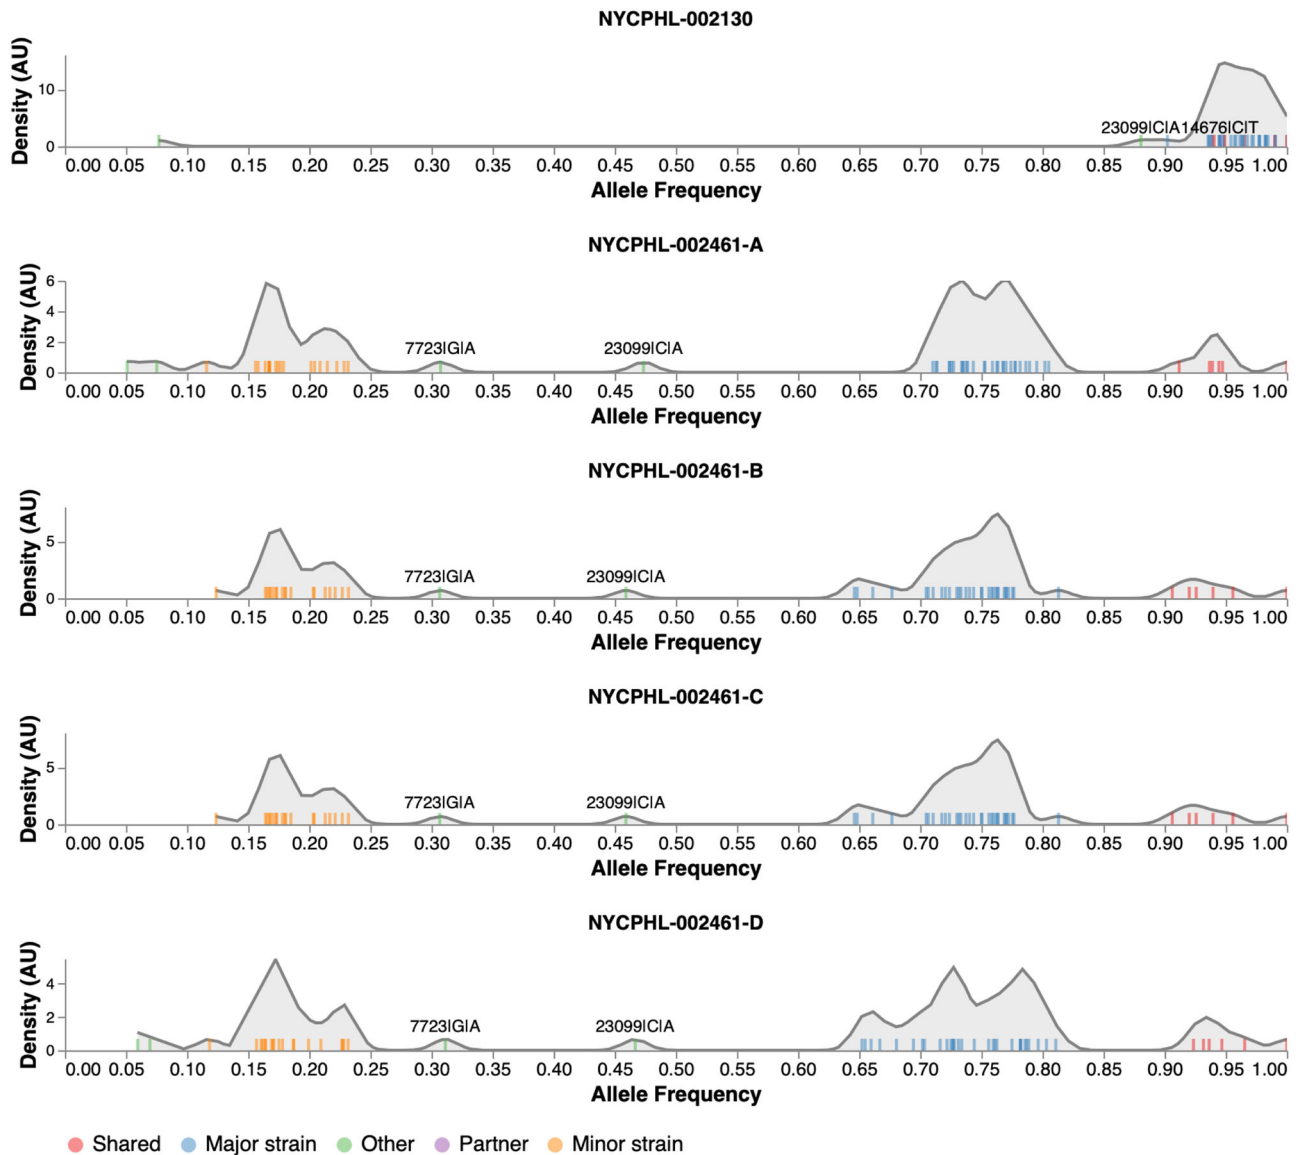 NYCPHL-002130
Density (AU)
10
0
23099|C|A14676|C|T
0.00 0.05 0.10 0.15 0.20 0.25 0.30 0.35 0.40 0.45 0.50 0.55 0.60 0.65 0.70 0.75 0.80 0.85 0.90 0.95 1.00
Allele Frequency
NYCPHL-002461-A
Density (AU)
6
4
2
0
7723|G|A 23099|C|A
0.00 0.05 0.10 0.15 0.20 0.25 0.30 0.35 0.40 0.45 0.50 0.55 0.60 0.65 0.70 0.75 0.80 0.85 0.90 0.95 1.00
Allele Frequency
NYCPHL-002461-B
Density (AU)
5
0
7723|G|A 23099|C|A
0.00 0.05 0.10 0.15 0.20 0.25 0.30 0.35 0.40 0.45 0.50 0.55 0.60 0.65 0.70 0.75 0.80 0.85 0.90 0.95 1.00
Allele Frequency
NYCPHL-002461-C
Density (AU)
5
0
7723|G|A 23099|C|A
0.00 0.05 0.10 0.15 0.20 0.25 0.30 0.35 0.40 0.45 0.50 0.55 0.60 0.65 0.70 0.75 0.80 0.85 0.90 0.95 1.00
Allele Frequency
NYCPHL-002461-D
Density (AU)
4
2
0
7723|G|A 23099|C|A
0.00 0.05 0.10 0.15 0.20 0.25 0.30 0.35 0.40 0.45 0.50 0.55 0.60 0.65 0.70 0.75 0.80 0.85 0.90 0.95 1.00
Allele Frequency
Shared Major strain Other Partner Minor strain